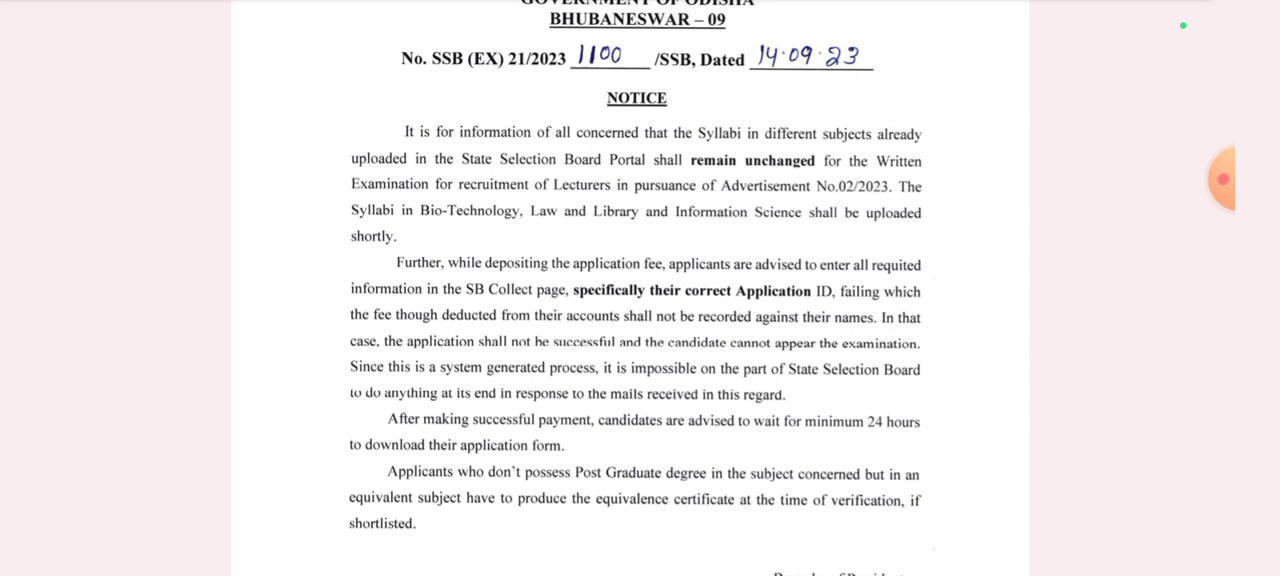 GOVERNMENT OF ODISHA
BHUBANESWAR – 09
No. SSB (EX) 21/2023 1100 /SSB, Dated 14.09.23
NOTICE
It is for information of all concerned that the Syllabi in different subjects already
uploaded in the State Selection Board Portal shall remain unchanged for the Written
Examination for recruitment of Lecturers in pursuance of Advertisement No.02/2023. The
Syllabi in Bio-Technology, Law and Library and Information Science shall be uploaded
shortly.
Further, while depositing the application fee, applicants are advised to enter all requited
information in the SB Collect page, specifically their correct Application ID, failing which
the fee though deducted from their accounts shall not be recorded against their names. In that
case, the application shall not be successful and the candidate cannot appear the examination.
Since this is a system generated process, it is impossible on the part of State Selection Board
to do anything at its end in response to the mails received in this regard.
After making successful payment, candidates are advised to wait for minimum 24 hours
to download their application form.
Applicants who don't possess Post Graduate degree in the subject concerned but in an
equivalent subject have to produce the equivalence certificate at the time of verification, if
shortlisted.